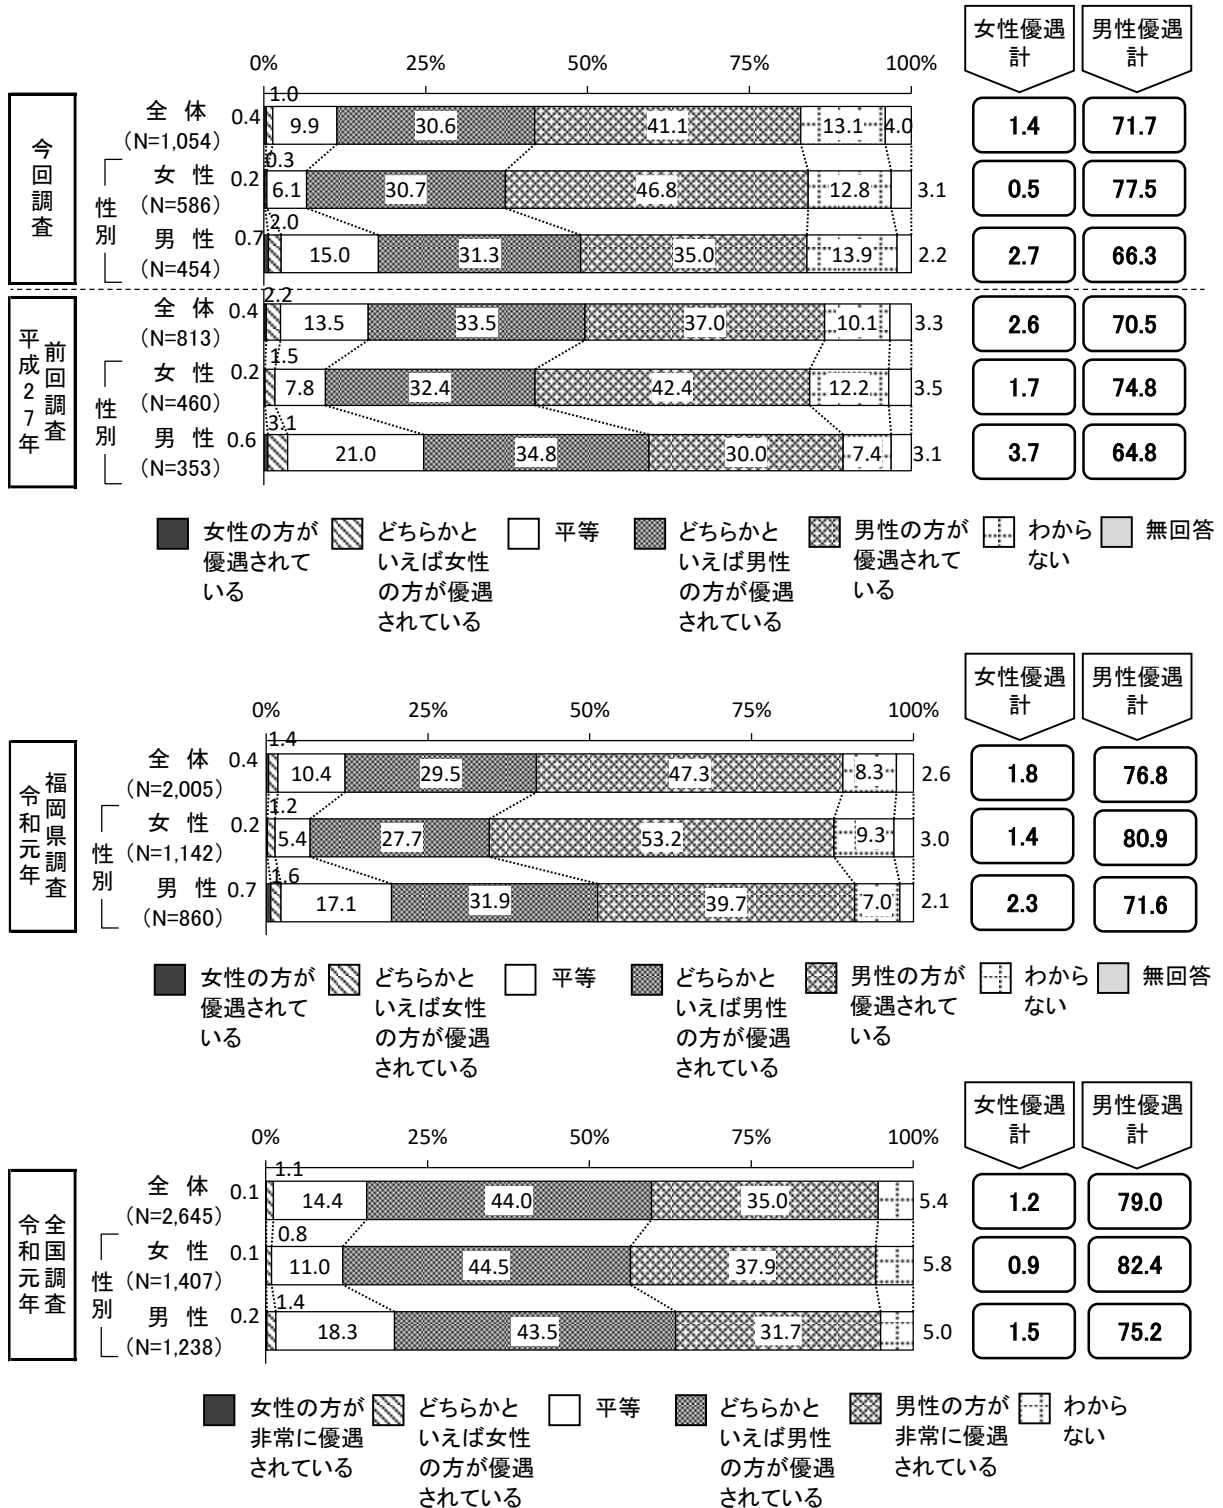 女性優遇 男性優遇
計 計
0% 25% 50% 75% 100%
今回調査
全 体 0.4 1.0 9.9 30.6 41.1 13.1 4.0 1.4 71.7
(N=1,054)
性別
女 性 0.2 0.3 6.1 30.7 46.8 12.8 3.1 0.5 77.5
(N=586)
男 性 0.7 2.0 15.0 31.3 35.0 13.9 2.2 2.7 66.3
(N=454)
前回調査
平成27年
全 体 0.4 2.2 13.5 33.5 37.0 10.1 3.3 2.6 70.5
(N=813)
性別
女 性 0.2 1.5 7.8 32.4 42.4 12.2 3.5 1.7 74.8
(N=460)
男 性 0.6 3.1 21.0 34.8 30.0 7.4 3.1 3.7 64.8
(N=353)
女性の方が どちらかと 平等 どちらかと 男性の方が わから 無回答
優遇されて いえば女性 いえば男性 優遇されて ない
いる の方が優遇 の方が優遇 いる
されている されている
女性優遇 男性優遇
計 計
0% 25% 50% 75% 100%
福岡県調査
令和元年
全 体 0.4 1.4 10.4 29.5 47.3 8.3 2.6 1.8 76.8
(N=2,005)
性別
女 性 0.2 1.2 5.4 27.7 53.2 9.3 3.0 1.4 80.9
(N=1,142)
男 性 0.7 1.6 17.1 31.9 39.7 7.0 2.1 2.3 71.6
(N=860)
女性の方が どちらかと 平等 どちらかと 男性の方が わから 無回答
優遇されて いえば女性 いえば男性 優遇されて ない
いる の方が優遇 の方が優遇 いる
されている されている
女性優遇 男性優遇
計 計
0% 25% 50% 75% 100%
全国調査
令和元年
全 体 0.1 1.1 14.4 44.0 35.0 5.4 1.2 79.0
(N=2,645)
性別
女 性 0.1 0.8 11.0 44.5 37.9 5.8 0.9 82.4
(N=1,407)
男 性 0.2 1.4 18.3 43.5 31.7 5.0 1.5 75.2
(N=1,238)
女性の方が どちらかと 平等 どちらかと 男性の方が わから
非常に優遇 いえば女性 いえば男性 非常に優遇 ない
されている の方が優遇 の方が優遇 されている
されている されている